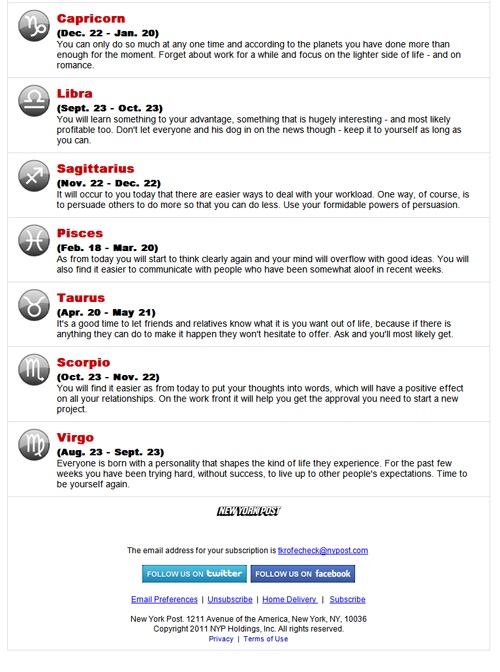 Capricorn
(Dec. 22 - Jan. 20)
You can only do so much at any one time and according to the planets you have done more than
enough for the moment. Forget about work for a while and focus on the lighter side of life - and on
romance.
Libra
(Sept. 23 - Oct. 23)
You will learn something to your advantage, something that is hugely interesting - and most likely
profitable too. Don't let everyone and his dog in on the news though - keep it to yourself as long as
you can.
Sagittarius
(Nov. 22 - Dec. 22)
It will occur to you today that there are easier ways to deal with your workload. One way, of course, is
to persuade others to do more so that you can do less. Use your formidable powers of persuasion.
Pisces
(Feb. 18 - Mar. 20)
As from today you will start to think clearly again and your mind will overflow with good ideas. You will
also find it easier to communicate with people who have been somewhat aloof in recent weeks.
Taurus
(Apr. 20 - May 21)
It's a good time to let friends and relatives know what it is you want out of life, because if there is
anything they can do to make it happen they won't hesitate to offer. Ask and you'll most likely get.
Scorpio
(Oct. 23 - Nov. 22)
You will find it easier as from today to put your thoughts into words, which will have a positive effect
on all your relationships. On the work front it will help you get the approval you need to start a new
project.
Virgo
(Aug. 23 - Sept. 23)
Everyone is born with a personality that shapes the kind of life they experience. For the past few
weeks you have been trying hard, without success, to live up to other people's expectations. Time to
be yourself again.
NEW YORK POST
The email address for your subscription is tkrofecheck@nypost.com
FOLLOW US ON twitter FOLLOW US ON facebook
Email Preferences | Unsubscribe | Home Delivery | Subscribe
New York Post. 1211 Avenue of the America, New York, NY, 10036
Copyright 2011 NYP Holdings, Inc. All rights reserved.
Privacy | Terms of Use